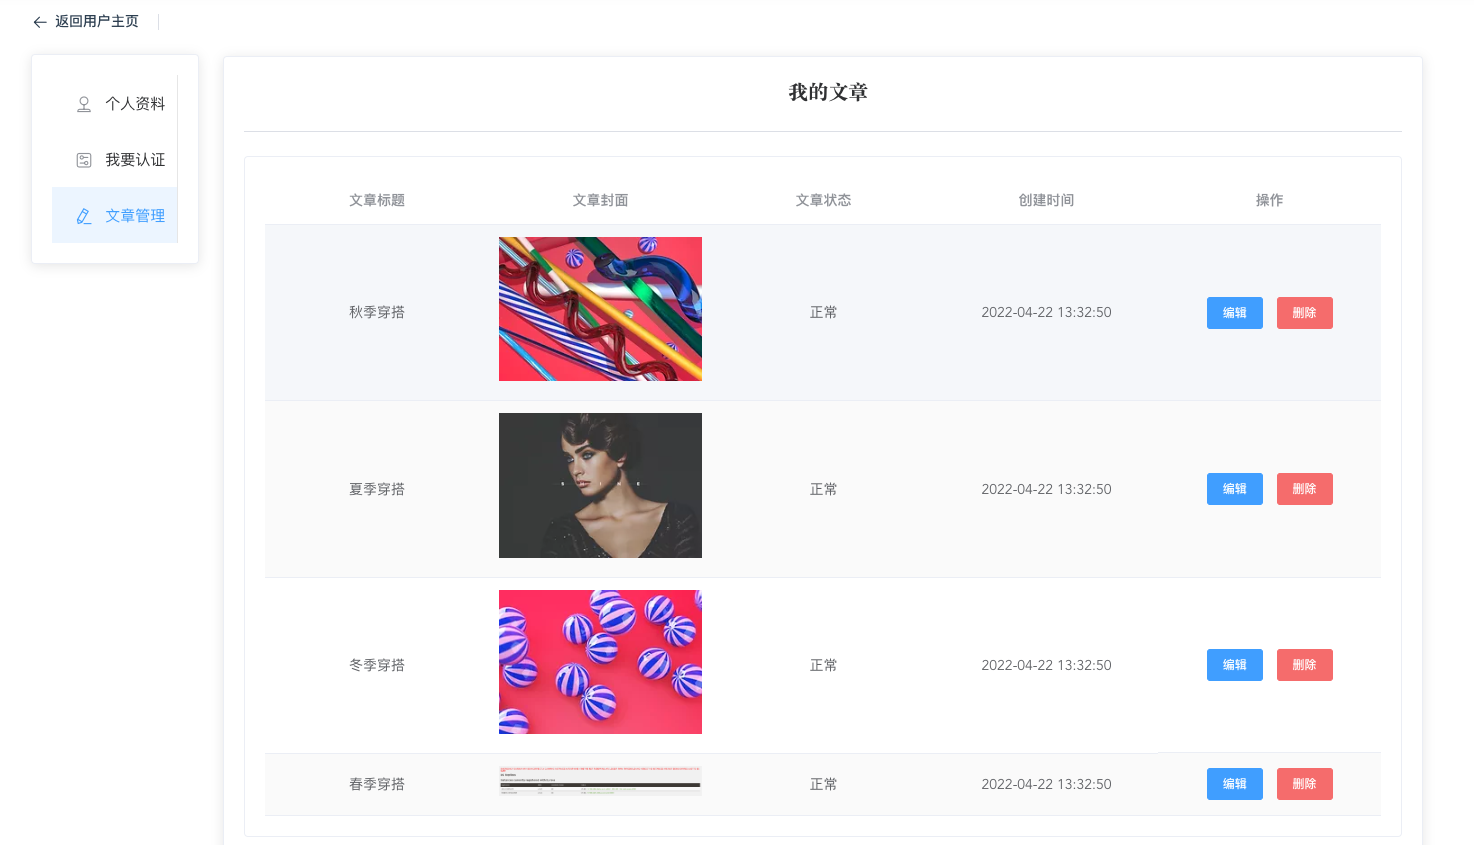 返回用户主页
个人资料
我要认证
文章管理
我的文章
文章标题 文章封面 文章状态 创建时间 操作
秋季穿搭 正常 2022-04-22 13:32:50 编辑 删除
夏季穿搭 正常 2022-04-22 13:32:50 编辑 删除
冬季穿搭 正常 2022-04-22 13:32:50 编辑 删除
春季穿搭 正常 2022-04-22 13:32:50 编辑 删除